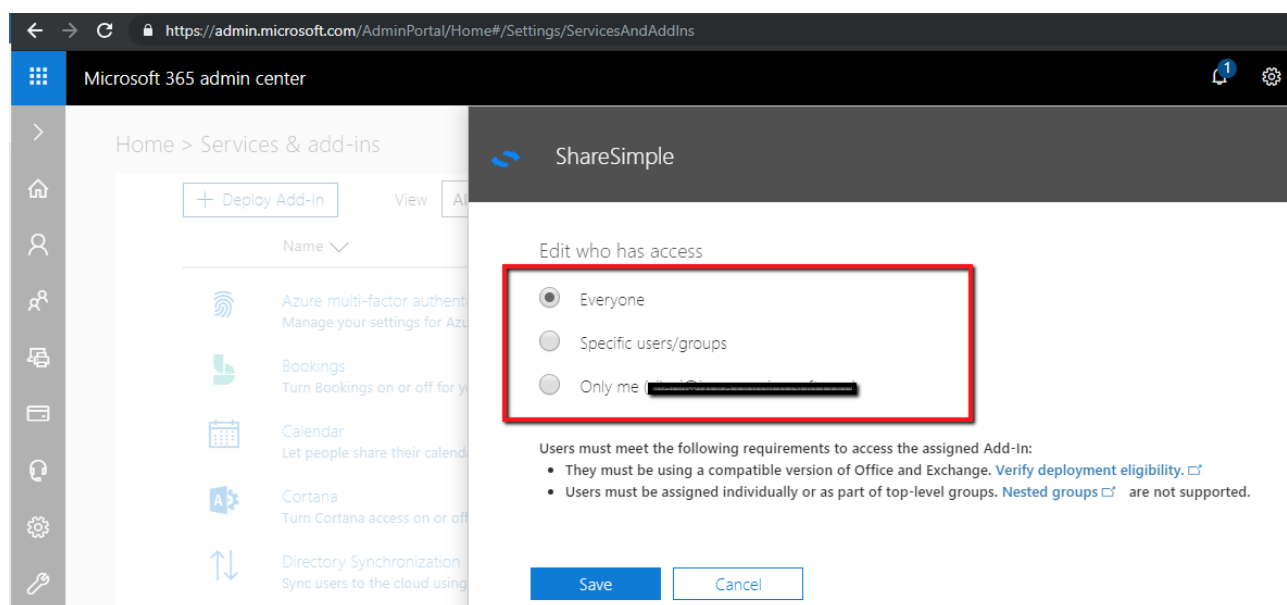 https://admin.microsoft.com/AdminPortal/Home#/Settings/ServicesAndAddIns
Microsoft 365 admin center
1
Home > Services & add-ins
ShareSimple
+ Deploy Add-In
View
Name
Edit who has access
Everyone
Specific users/groups
Only me (
Azure multi-factor authent
Manage your settings for Azu
Bookings
Turn Bookings on or off for y
Calendar
Let people share their calend
Cortana
Turn Cortana access on or off
Directory Synchronization
Sync users to the cloud using
Users must meet the following requirements to access the assigned Add-In:
• They must be using a compatible version of Office and Exchange. Verify deployment eligibility.
• Users must be assigned individually or as part of top-level groups. Nested groups are not supported.
Save
Cancel